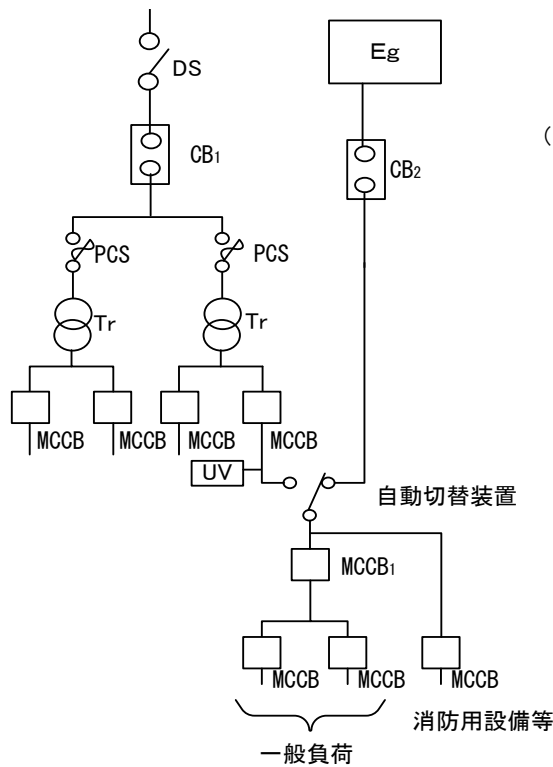 Eg
DS
(
CB₁
CB₂
PCS
PCS
Tr
Tr
MCCB
MCCB
MCCB
MCCB
UV
自動切替装置
MCCB₁
MCCB
MCCB
MCCB
消防用設備等
一般負荷